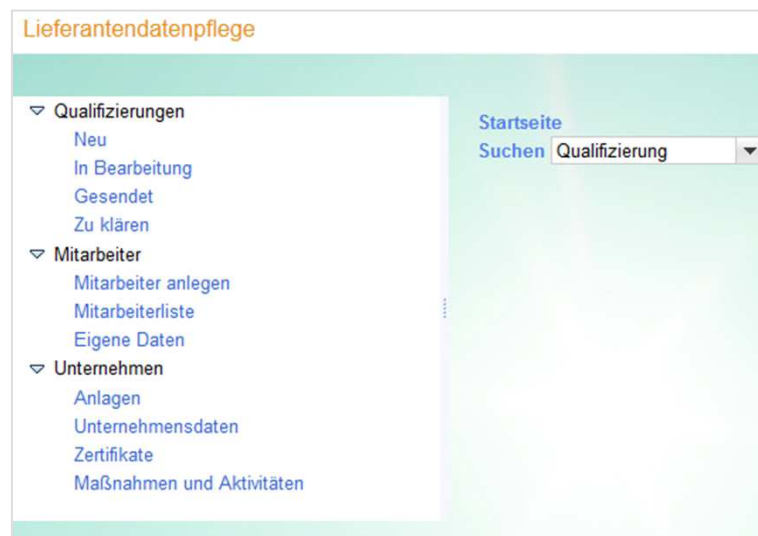 Lieferantendatenpflege
Qualifizierungen
Neu
In Bearbeitung
Gesendet
Zu klären
Mitarbeiter
Mitarbeiter anlegen
Mitarbeiterliste
Eigene Daten
Unternehmen
Anlagen
Unternehmensdaten
Zertifikate
Maßnahmen und Aktivitäten
Startseite
Suchen Qualifizierung